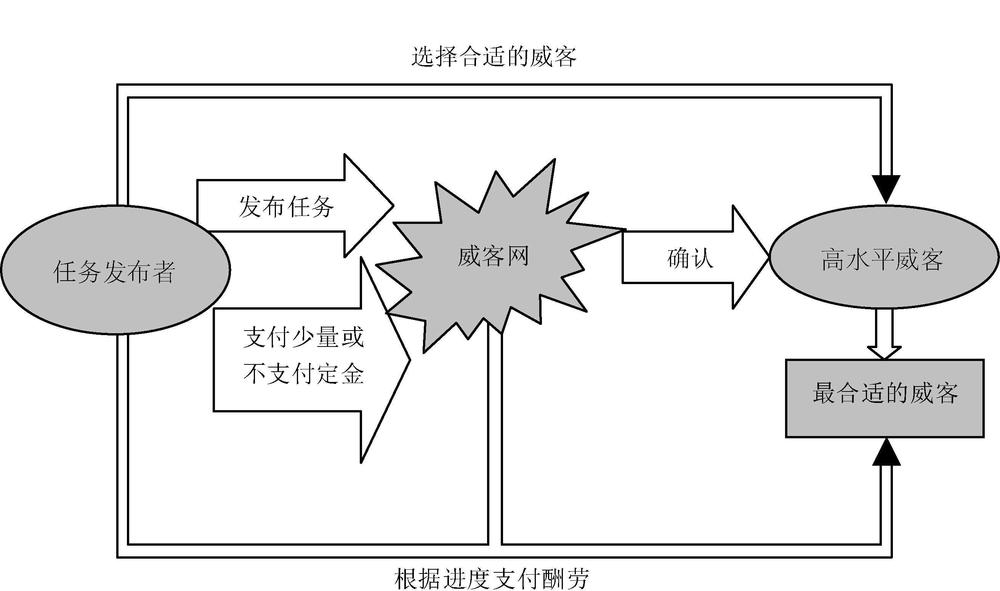 选择合适的威客
发布任务
威客网
确认
高水平威客
任务发布者
支付少量或
不支付定金
最合适的威客
根据进度支付酬劳